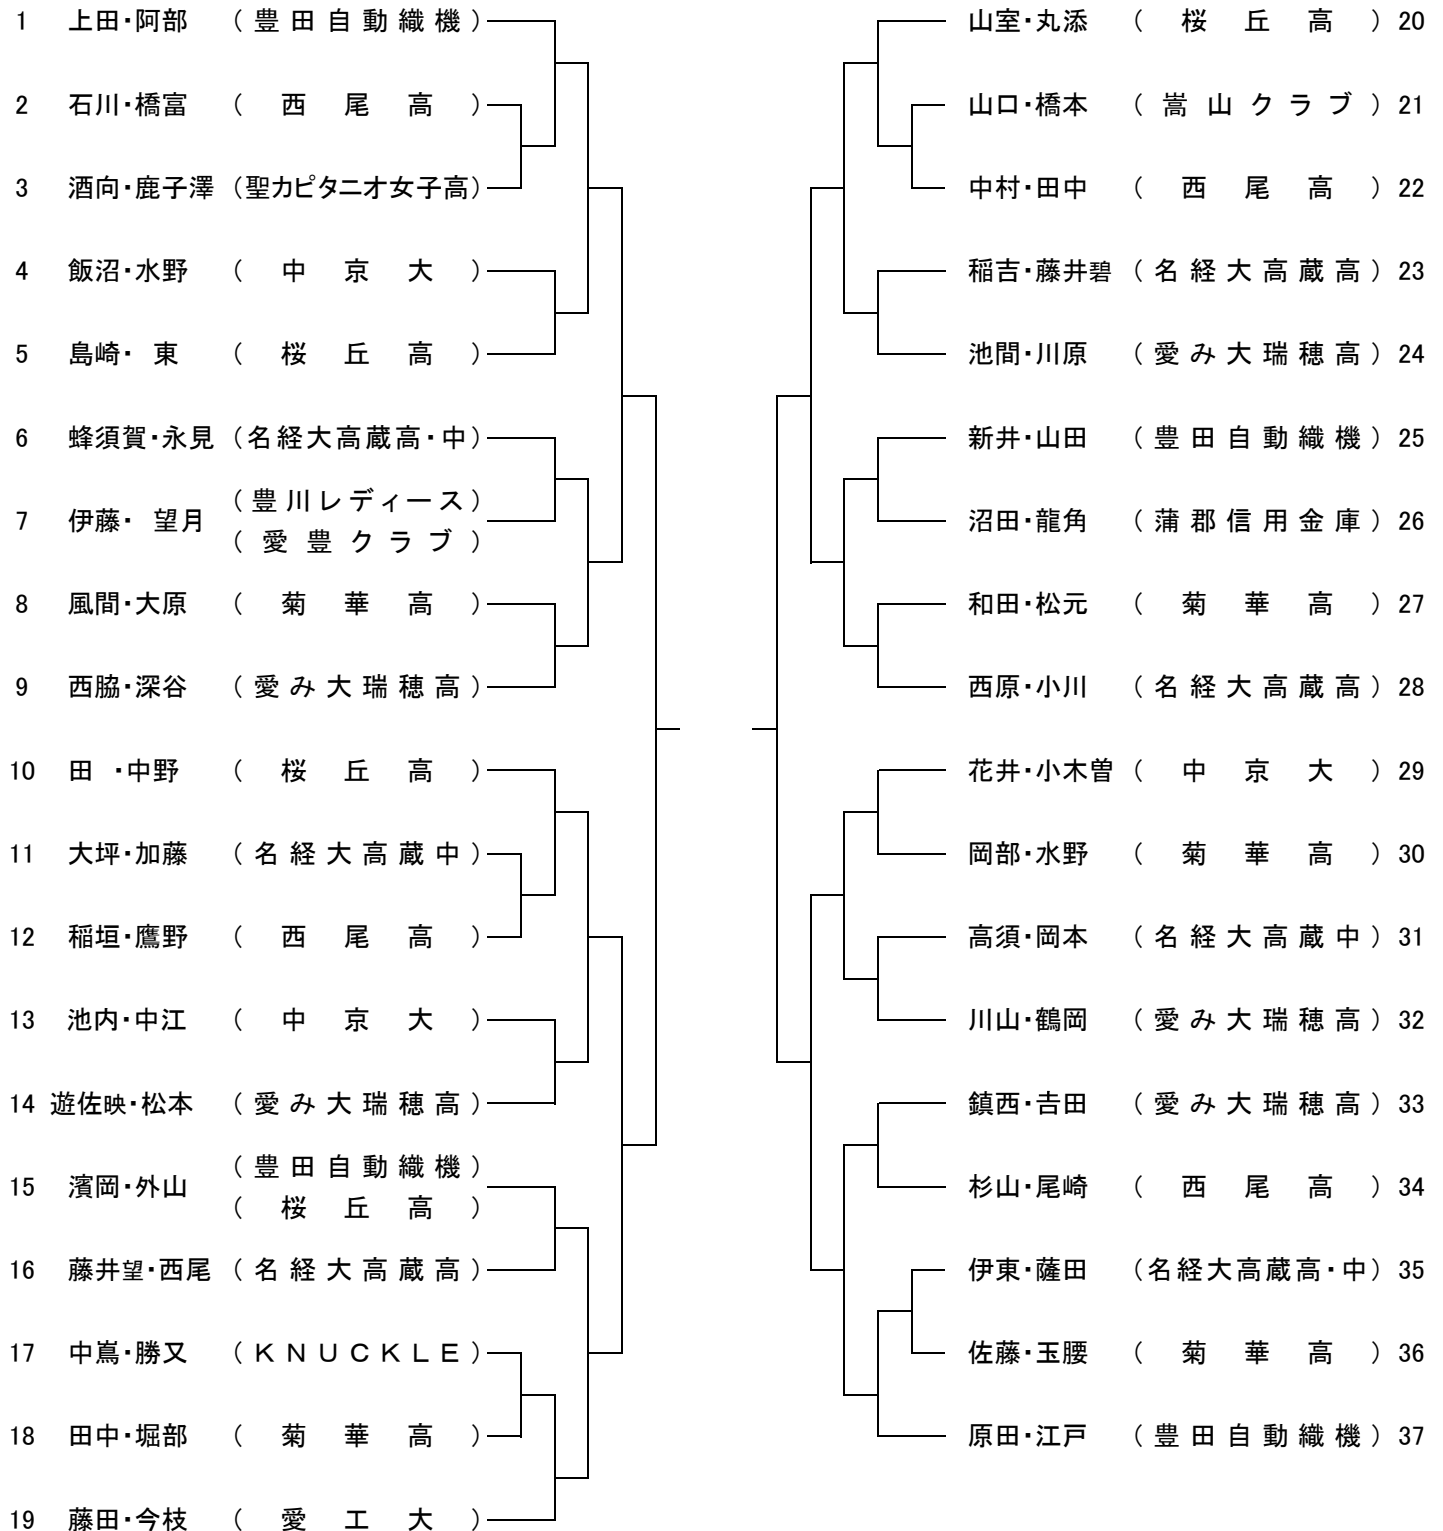 1 上田・阿部 (豊田自動織機)
2 石川・橋富 (西尾高)
3 酒向・鹿子澤 (聖カピタニオ女子高)
4 飯沼・水野 (中京大)
5 島崎・ 東 (桜丘高)
6 蜂須賀・永見 (名経大高蔵高・中)
7 伊藤・ 望月 (豊川レディース)
(愛豊クラブ)
8 風間・大原 (菊華高)
9 西脇・深谷 (愛み大瑞穂高)
10 田 ・中野 (桜丘高)
11 大坪・加藤 (名経大高蔵中)
12 稲垣・鷹野 (西尾高)
13 池内・中江 (中京大)
14 遊佐映・松本 (愛み大瑞穂高)
15 濱岡・外山 (豊田自動織機)
(桜丘高)
16 藤井望・西尾 (名経大高蔵高)
17 中嶌・勝又 (KNUCKLE)
18 田中・堀部 (菊華高)
19 藤田・今枝 (愛工大)
山室・丸添 (桜丘高) 20
山口・橋本 (嵩山クラブ) 21
中村・田中 (西尾高) 22
稲吉・藤井碧 (名経大高蔵高) 23
池間・川原 (愛み大瑞穂高) 24
新井・山田 (豊田自動織機) 25
沼田・龍角 (蒲郡信用金庫) 26
和田・松元 (菊華高) 27
西原・小川 (名経大高蔵高) 28
花井・小木曽 (中京大) 29
岡部・水野 (菊華高) 30
高須・岡本 (名経大高蔵中) 31
川山・鶴岡 (愛み大瑞穂高) 32
鎮西・𠮷田 (愛み大瑞穂高) 33
杉山・尾崎 (西尾高) 34
伊東・薩田 (名経大高蔵高・中) 35
佐藤・玉腰 (菊華高) 36
原田・江戸 (豊田自動織機) 37